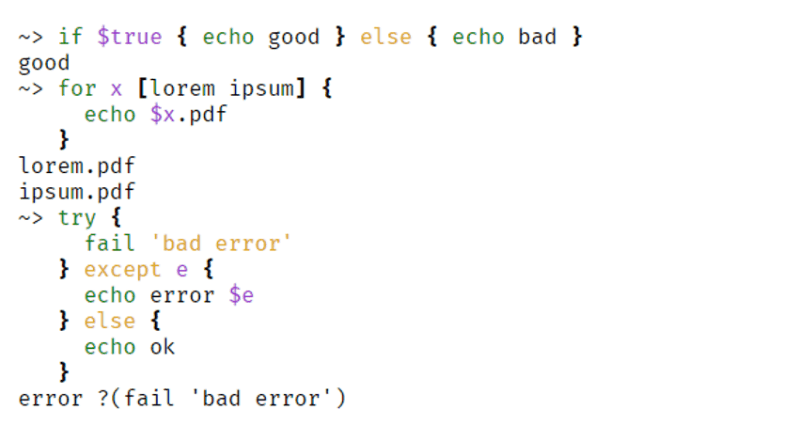 ~> if $true { echo good } else { echo bad }
good
~> for x [lorem ipsum] {
     echo $x.pdf
   }
lorem.pdf
ipsum.pdf
~> try {
     fail 'bad error'
   } except e {
     echo error $e
   } else {
     echo ok
   }
error ?(fail 'bad error')